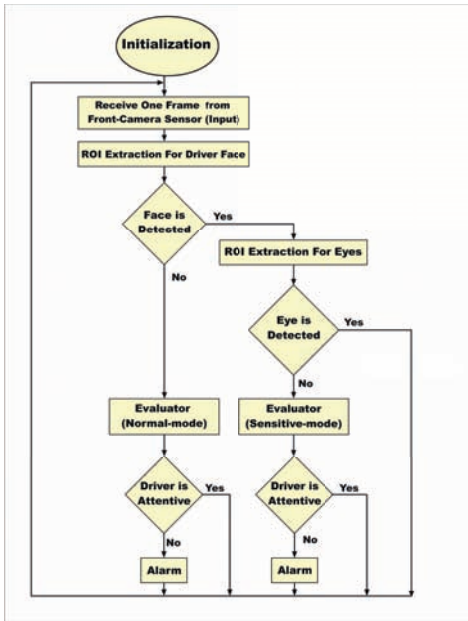 Initialization
Receive One Frame from
Front-Camera Sensor (Input)
ROI Extraction For Driver Face
Face is
Detected
Yes
No
ROI Extraction For Eyes
Eye is
Detected
Yes
No
Evaluator
(Normal-mode)
Evaluator
(Sensitive-mode)
Driver is
Attentive
Yes
No
Driver is
Attentive
Yes
No
Alarm
Alarm